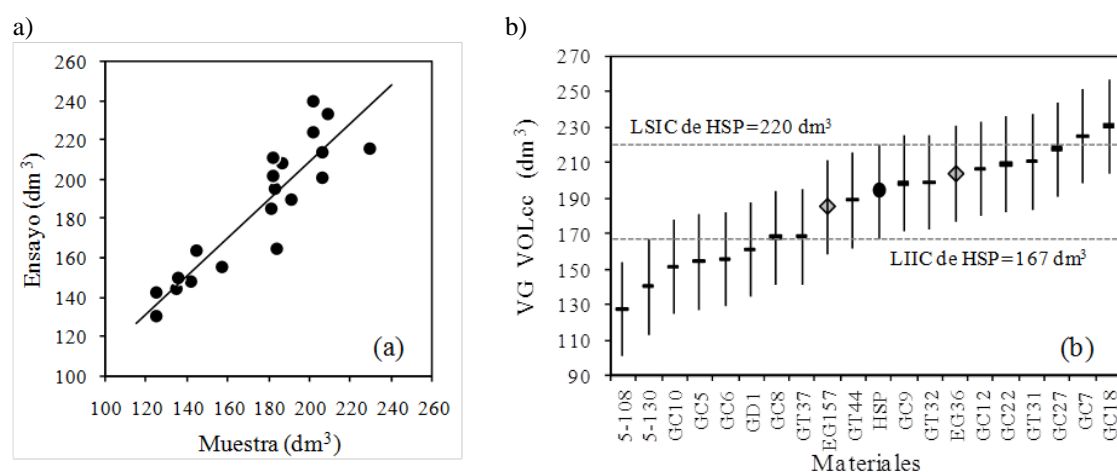 a)
b)
260
240
220
200
180
160
140
120
100
Ensayo (dm³)
100 120 140 160 180 200 220 240 260
Muestra (dm³)
(a)
270
250
230
210
190
170
150
130
110
90
VG VOLcc (dm³)
LSIC de HSP=220 dm³
LIIC de HSP=167 dm³
(b)
5-108
5-130
GC10
GC5
GC6
GD1
GC8
GT37
EG157
GT44
HSP
GC9
GT32
EG36
GC12
GC22
GT31
GC27
GC7
GC18
Materiales